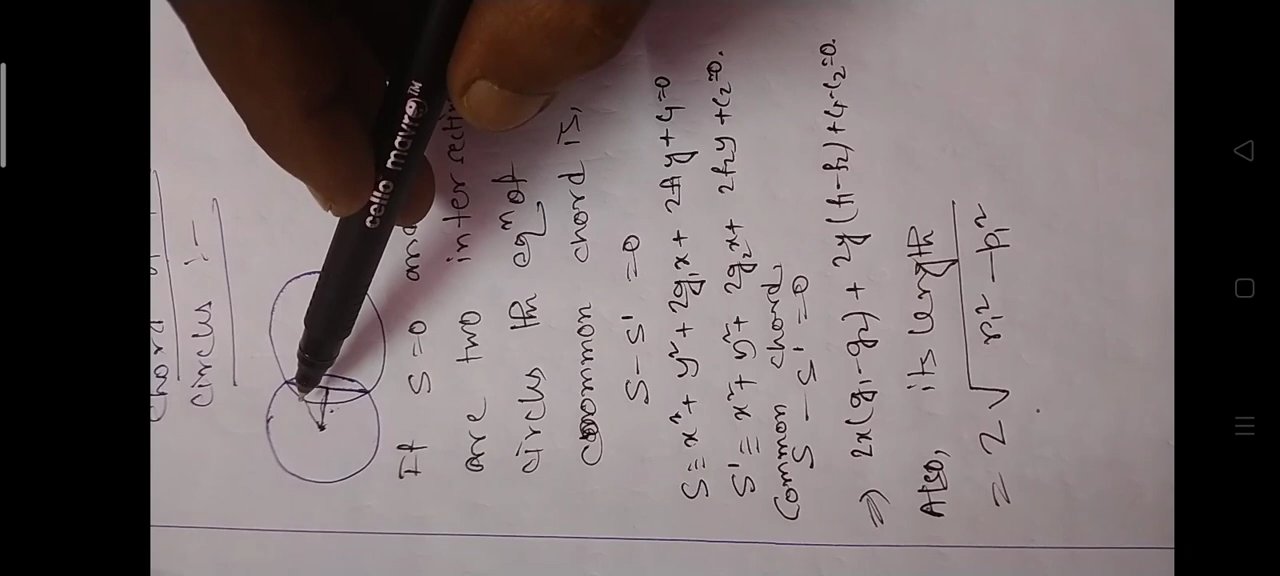 chord
circles :-
If S=0 and
are two intersecti
circles the eqn of
common chord is,
S - S' = 0
S ≡ x² + y² + 2g₁x + 2f₁y + c₁ = 0
S' ≡ x² + y² + 2g₂x + 2f₂y + c₂ = 0.
Common chord,
S - S' = 0
⇒ 2x(g₁-g₂) + 2y(f₁-f₂) + c₁-c₂ = 0.
Also, its length
= 2√r₁² - p₁²
cello maxro™